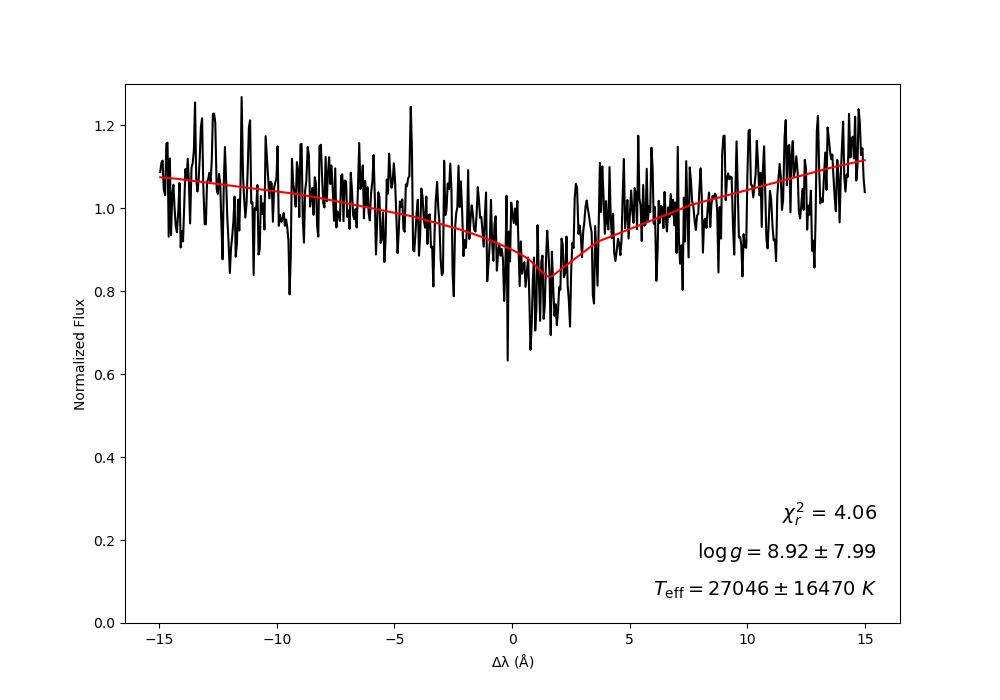 1.2
1.0
0.8
0.6
0.4
0.2
0.0
Normalized Flux
χ²ᵣ = 4.06
log g = 8.92 ± 7.99
T_eff = 27046 ± 16470 K
−15 −10 −5 0 5 10 15
Δλ (Å)